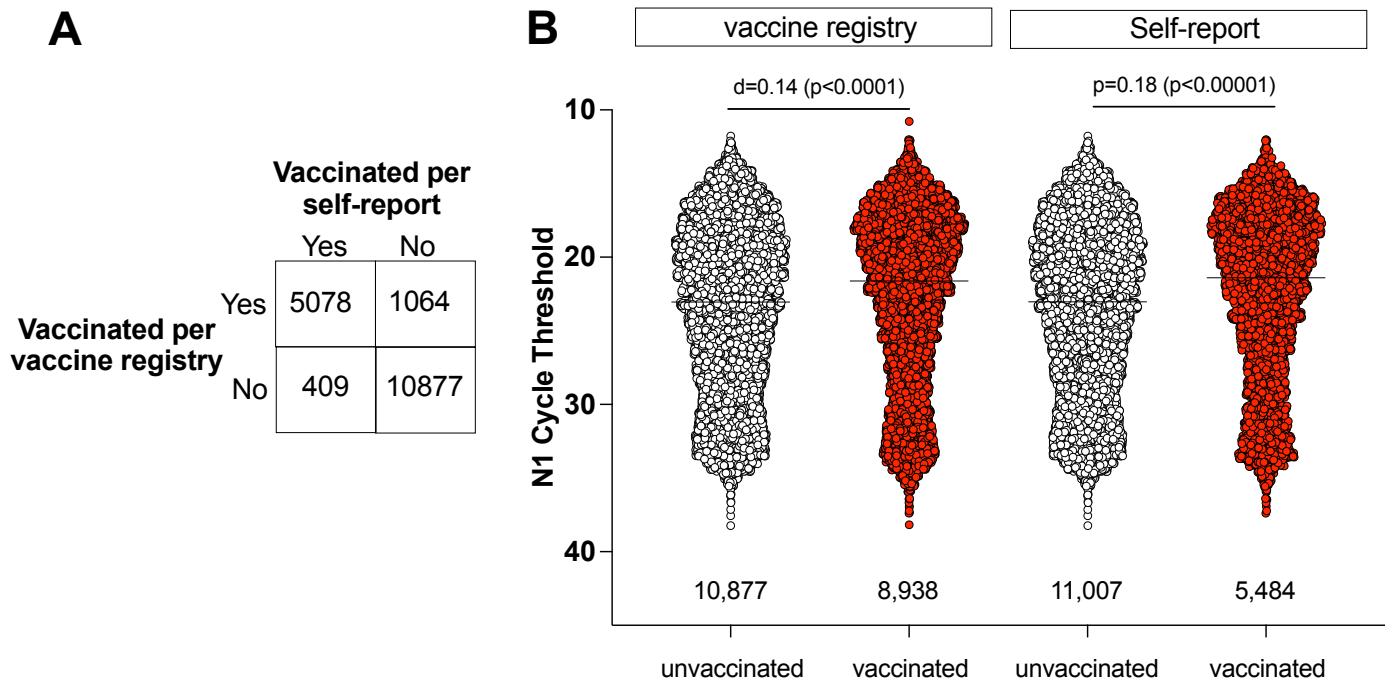 A
Vaccinated per
self-report
Yes No
Vaccinated per
vaccine registry
Yes 5078 1064
No 409 10877
B
vaccine registry Self-report
d=0.14 (p<0.0001) p=0.18 (p<0.00001)
N1 Cycle Threshold
10
20
30
40
10,877 8,938 11,007 5,484
unvaccinated vaccinated unvaccinated vaccinated